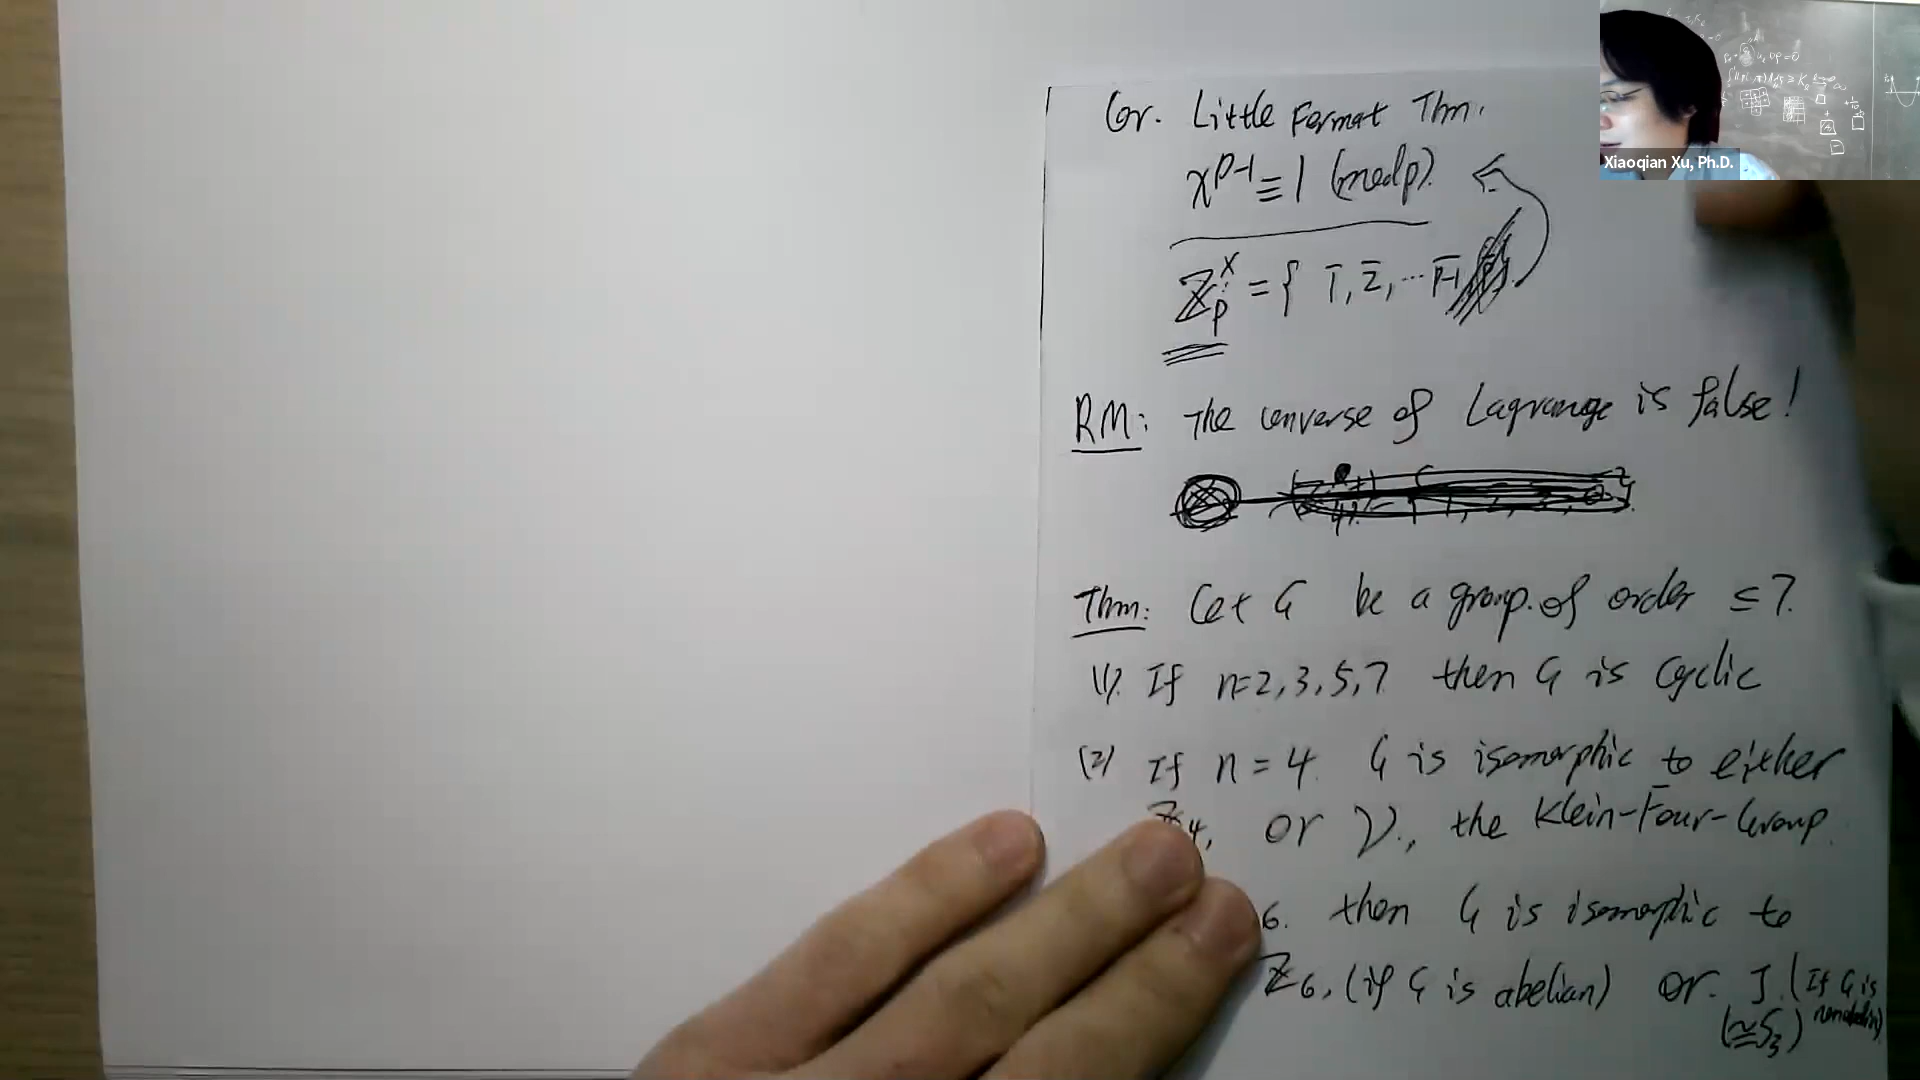 Cor. Little Fermat Thm.
x^{p-1} ≡ 1 (mod p).
Z_p^× = { 1̄, 2̄, ... p-1
RM: The converse of Lagrange is false!
Thm: Let G be a group of order ≤ 7.
(1) If n=2,3,5,7 then G is cyclic
(2) If n = 4. G is isomorphic to either
Z_4, or V., the Klein-Four-Group.
6. then G is isomorphic to
Z_6, (if G is abelian) or J. (If G is
nonabelian)
(≅S_3)
Xiaoqian Xu, Ph.D.